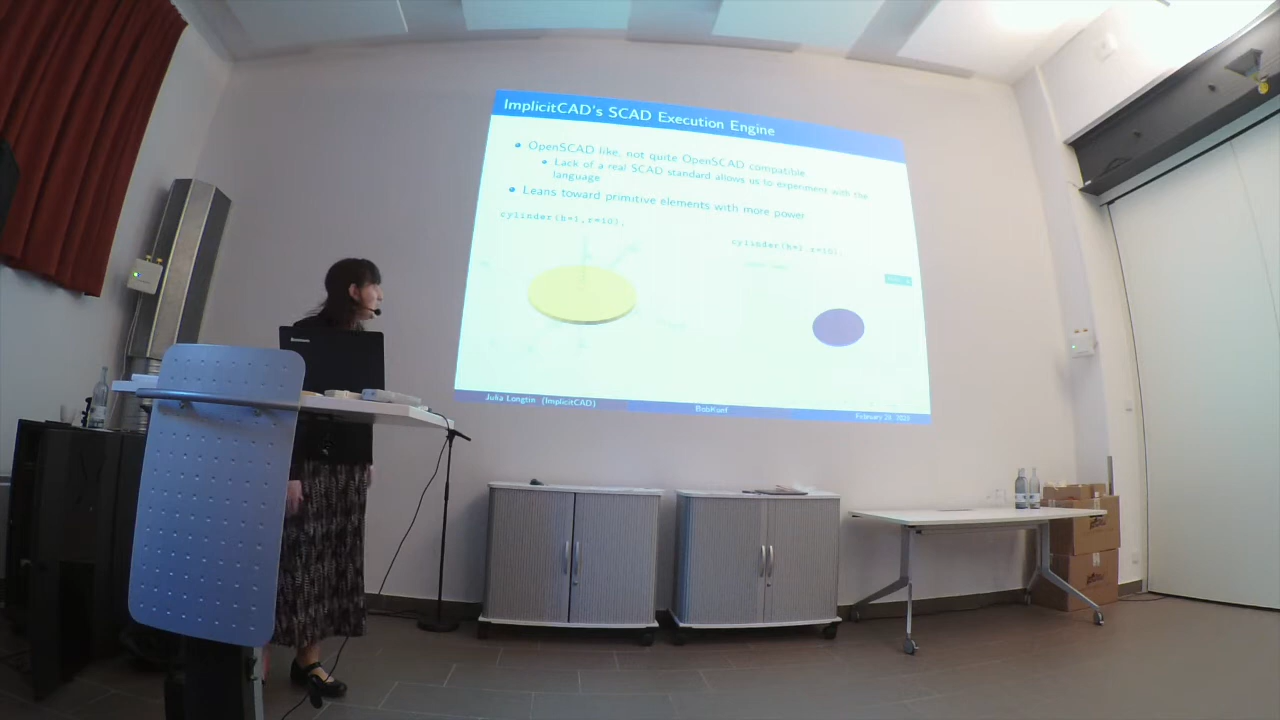 ImplicitCAD's SCAD Execution Engine
OpenSCAD like, not quite OpenSCAD compatible
Lack of a real SCAD standard allows us to experiment with the
language
Leans toward primitive elements with more power
cylinder(h=1,r=10);
cylinder(h=1,r=10);
Julia Longtin (ImplicitCAD)
BobKonf
February 28,